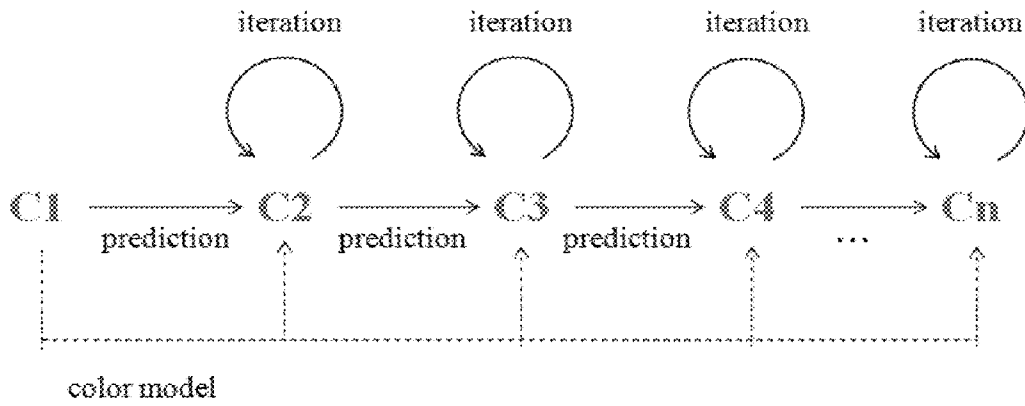 iteration iteration iteration iteration
C1 C2 C3 C4 Cn
prediction prediction prediction ...
color model